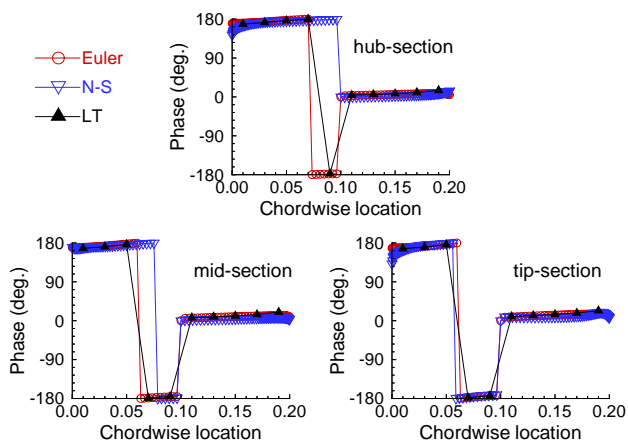 Euler
N-S
LT
hub-section
Phase (deg.)
180
90
0
-90
-180
0.00 0.05 0.10 0.15 0.20
Chordwise location
mid-section
Phase (deg.)
180
90
0
-90
-180
0.00 0.05 0.10 0.15 0.20
Chordwise location
tip-section
Phase (deg.)
180
90
0
-90
-180
0.00 0.05 0.10 0.15 0.20
Chordwise location